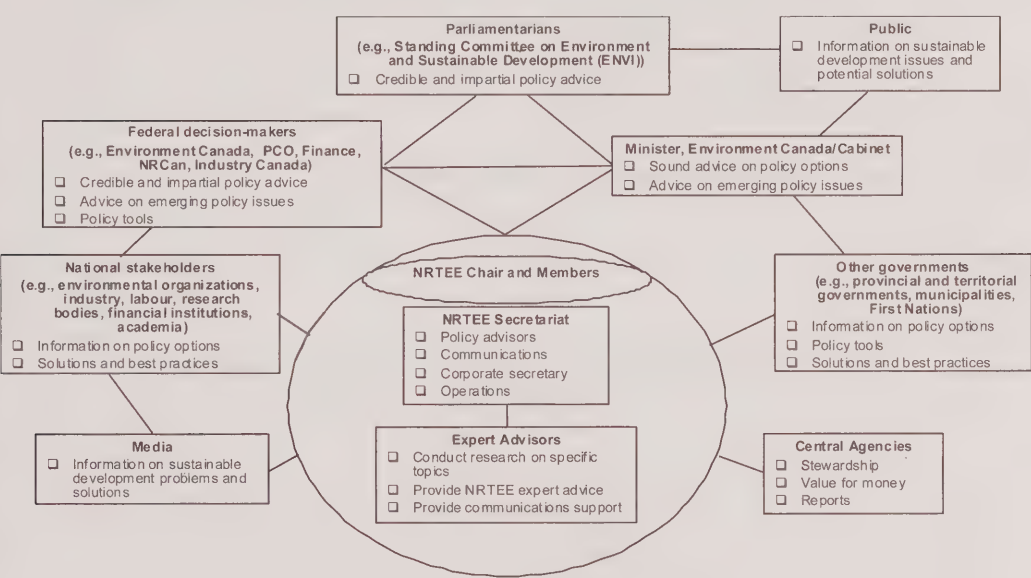 Parliamentarians
(e.g., Standing Committee on Environment
and Sustainable Development (ENVI))
❑ Credible and impartial policy advice
Public
❑ Information on sustainable
development issues and
potential solutions
Federal decision-makers
(e.g., Environment Canada, PCO, Finance,
NRCan, Industry Canada)
❑ Credible and impartial policy advice
❑ Advice on emerging policy issues
❑ Policy tools
Minister, Environment Canada/Cabinet
❑ Sound advice on policy options
❑ Advice on emerging policy issues
National stakeholders
(e.g., environmental organizations,
industry, labour, research
bodies, financial institutions,
academia)
❑ Information on policy options
❑ Solutions and best practices
NRTEE Chair and Members
NRTEE Secretariat
❑ Policy advisors
❑ Communications
❑ Corporate secretary
❑ Operations
Other governments
(e.g., provincial and territorial
governments, municipalities,
First Nations)
❑ Information on policy options
❑ Policy tools
❑ Solutions and best practices
Media
❑ Information on sustainable
development problems and
solutions
Expert Advisors
❑ Conduct research on specific
topics
❑ Provide NRTEE expert advice
❑ Provide communications support
Central Agencies
❑ Stewardship
❑ Value for money
❑ Reports